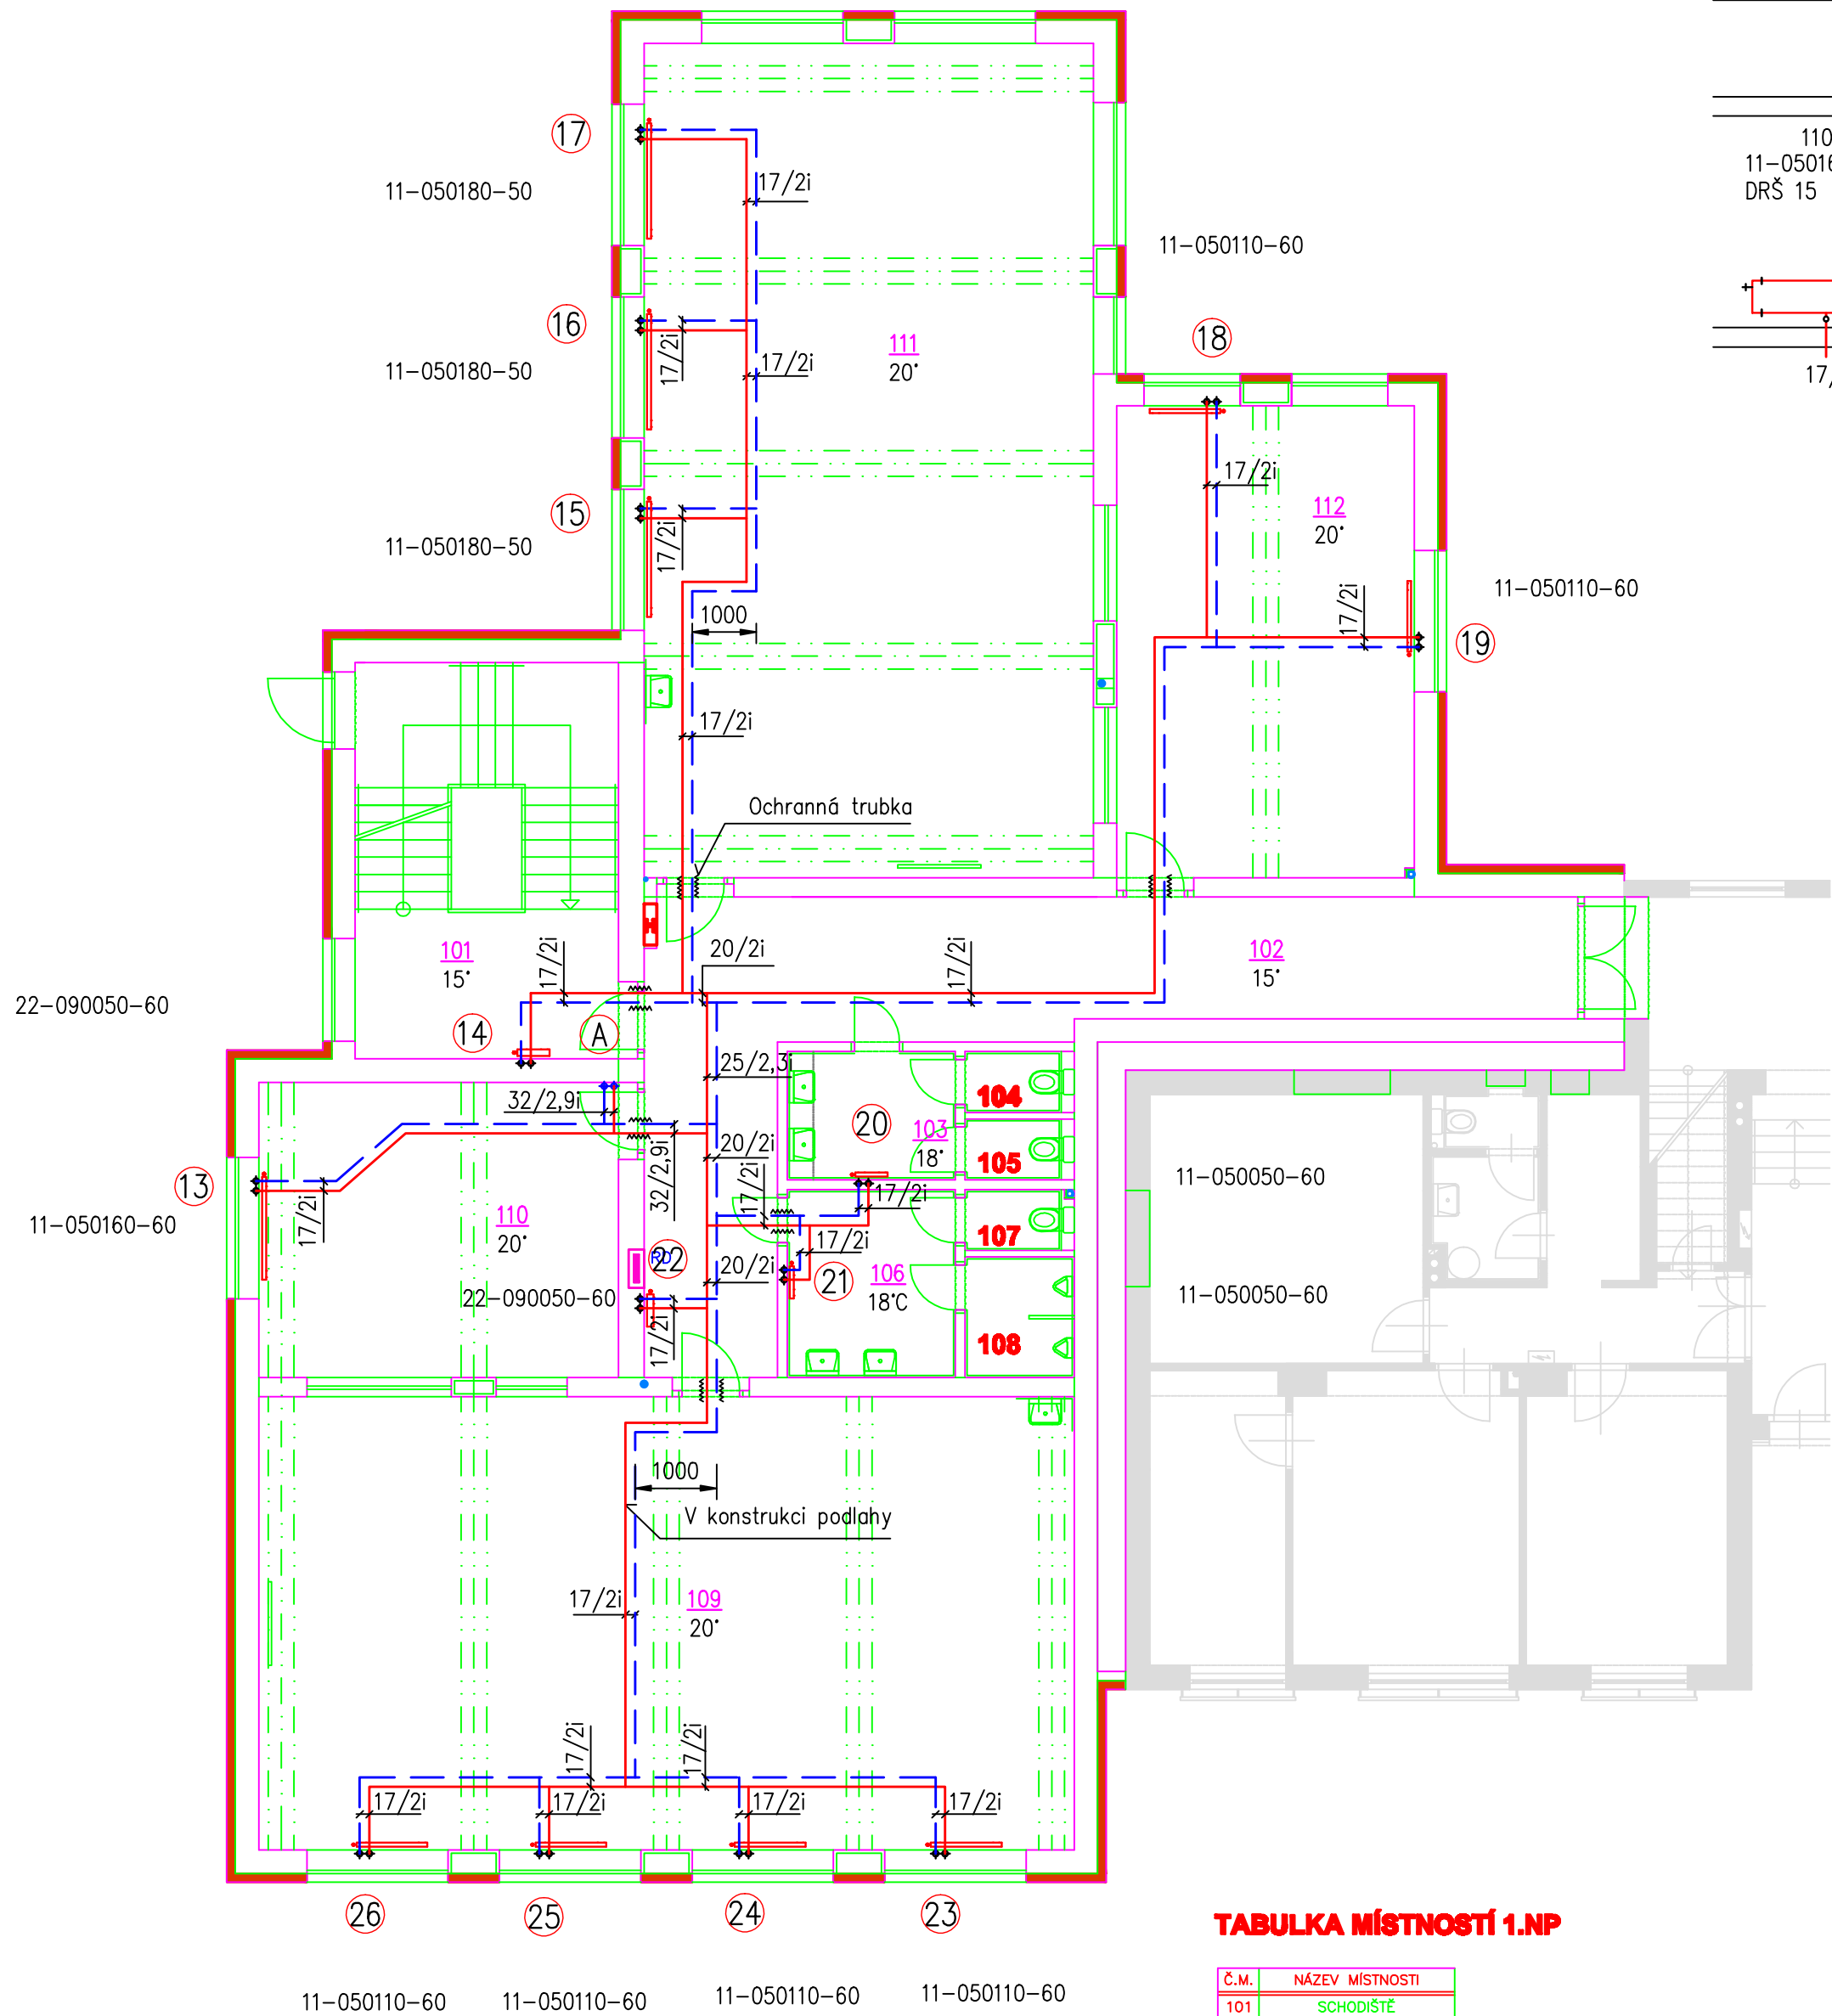 110
11-05016
DRŠ 15
17/
17
11-050180-50
17/2i
11-050110-60
16
11-050180-50
17/2i
17/2i
111
20°
18
17/2i
112
20°
15
11-050180-50
17/2i
11-050110-60
17/2i
19
1000
17/2i
Ochranná trubka
101
15°
17/2i
20/2i
17/2i
102
15°
22-090050-60
14
A
25/2,3i
32/2,9i
20
104
103
18°
105
20/2i
32/2,9i
17/2i
17/2i
11-050050-60
13
11-050160-60
17/2i
110
20°
RD
22
107
17/2i
20/2i
21
106
18°C
22-090050-60
11-050050-60
17/2i
108
1000
V konstrukci podlahy
17/2i
109
20°
17/2i
17/2i
17/2i
17/2i
17/2i
17/2i
26
25
24
23
TABULKA MÍSTNOSTÍ 1.NP
Č.M. NÁZEV MÍSTNOSTI
101 SCHODIŠTĚ
11-050110-60
11-050110-60
11-050110-60
11-050110-60